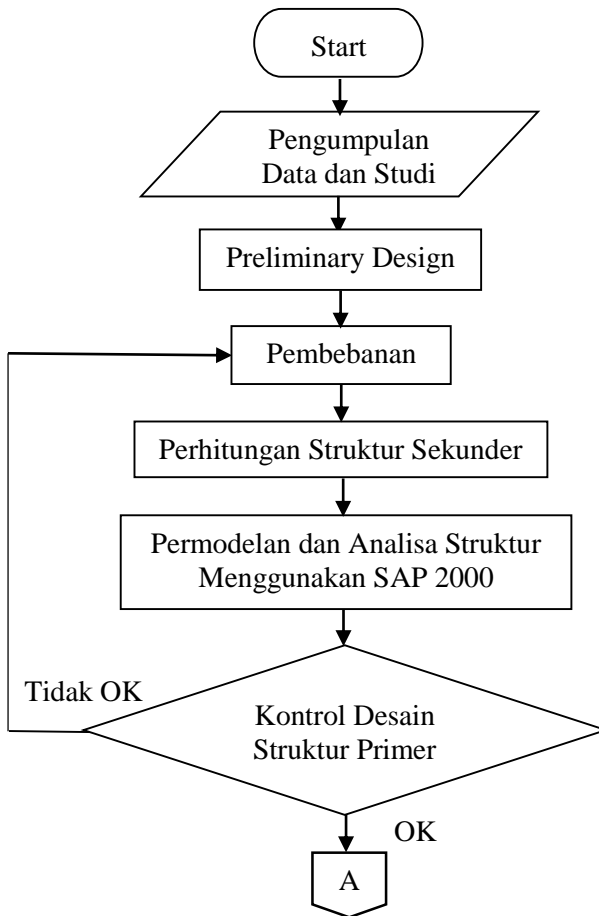 Start
Pengumpulan
Data dan Studi
Preliminary Design
Pembebanan
Perhitungan Struktur Sekunder
Permodelan dan Analisa Struktur
Menggunakan SAP 2000
Tidak OK
Kontrol Desain
Struktur Primer
OK
A